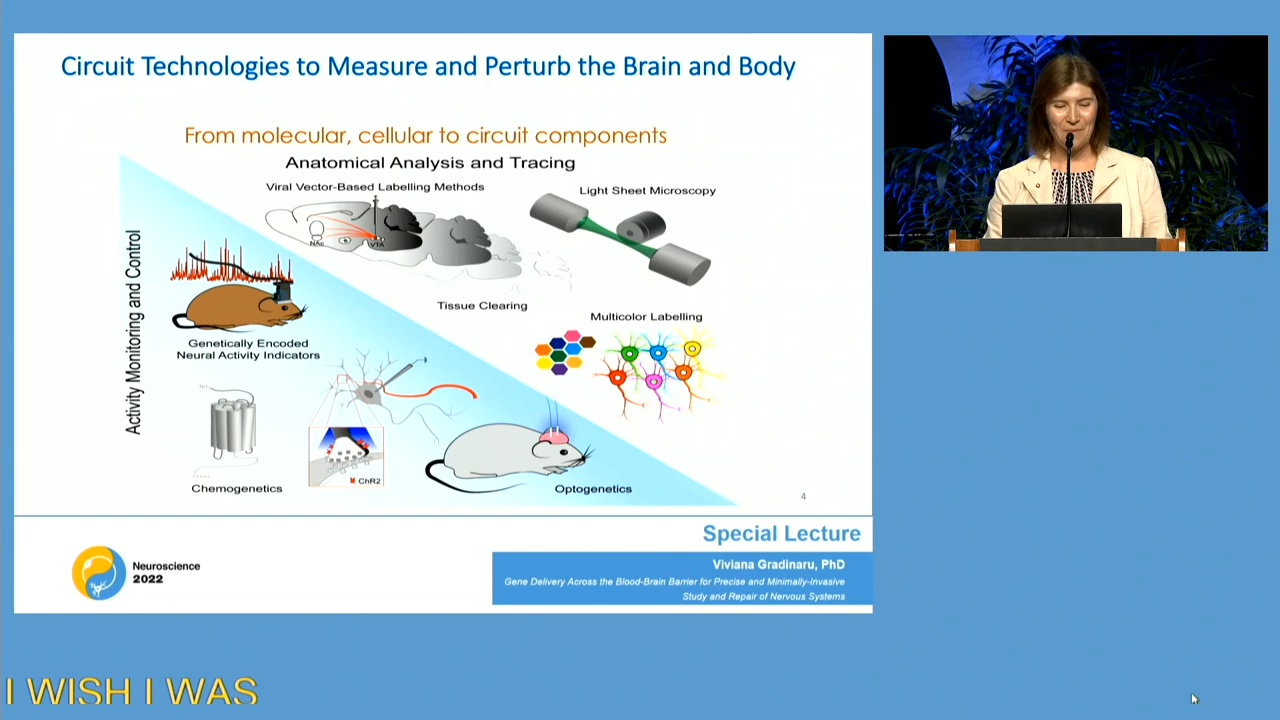 Circuit Technologies to Measure and Perturb the Brain and Body
From molecular, cellular to circuit components
Anatomical Analysis and Tracing
Viral Vector-Based Labelling Methods
Light Sheet Microscopy
NAc
VTA
Tissue Clearing
Multicolor Labelling
Activity Monitoring and Control
Genetically Encoded
Neural Activity Indicators
ChR2
Chemogenetics
Optogenetics
4
Special Lecture
Neuroscience
2022
Viviana Gradinaru, PhD
Gene Delivery Across the Blood-Brain Barrier for Precise and Minimally-Invasive
Study and Repair of Nervous Systems
I WISH I WAS